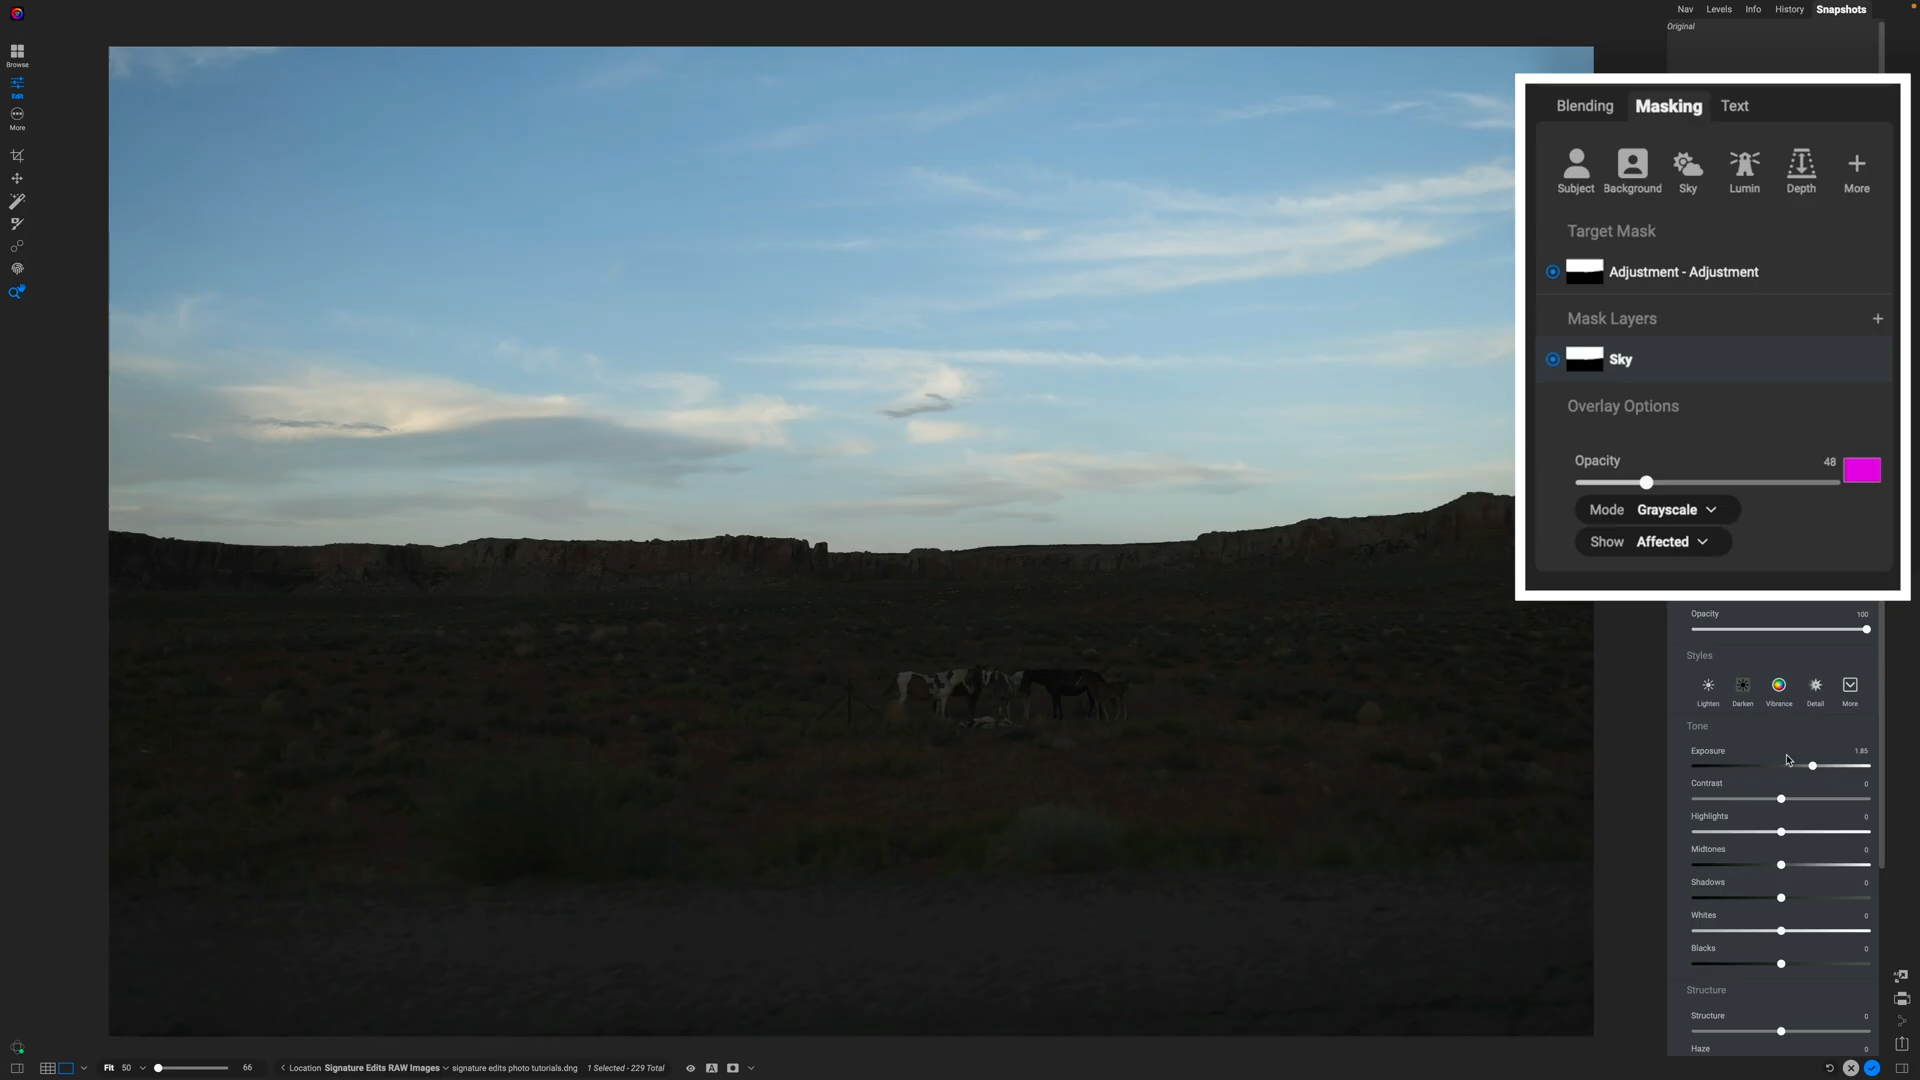 Nav Levels Info History Snapshots
Original
Browse
Edit
More
Blending Masking Text
Subject Background Sky Lumin Depth More
Target Mask
Adjustment - Adjustment
Mask Layers +
Sky
Overlay Options
Opacity 48
Mode Grayscale
Show Affected
Opacity 100
Styles
Lighten Darken Vibrance Detail More
Tone
Exposure 1.85
Contrast 0
Highlights 0
Midtones 0
Shadows 0
Whites 0
Blacks 0
Structure
Structure 0
Haze 0
Fit 50 66 Location Signature Edits RAW Images signature edits photo tutorials.dng 1 Selected - 229 Total A